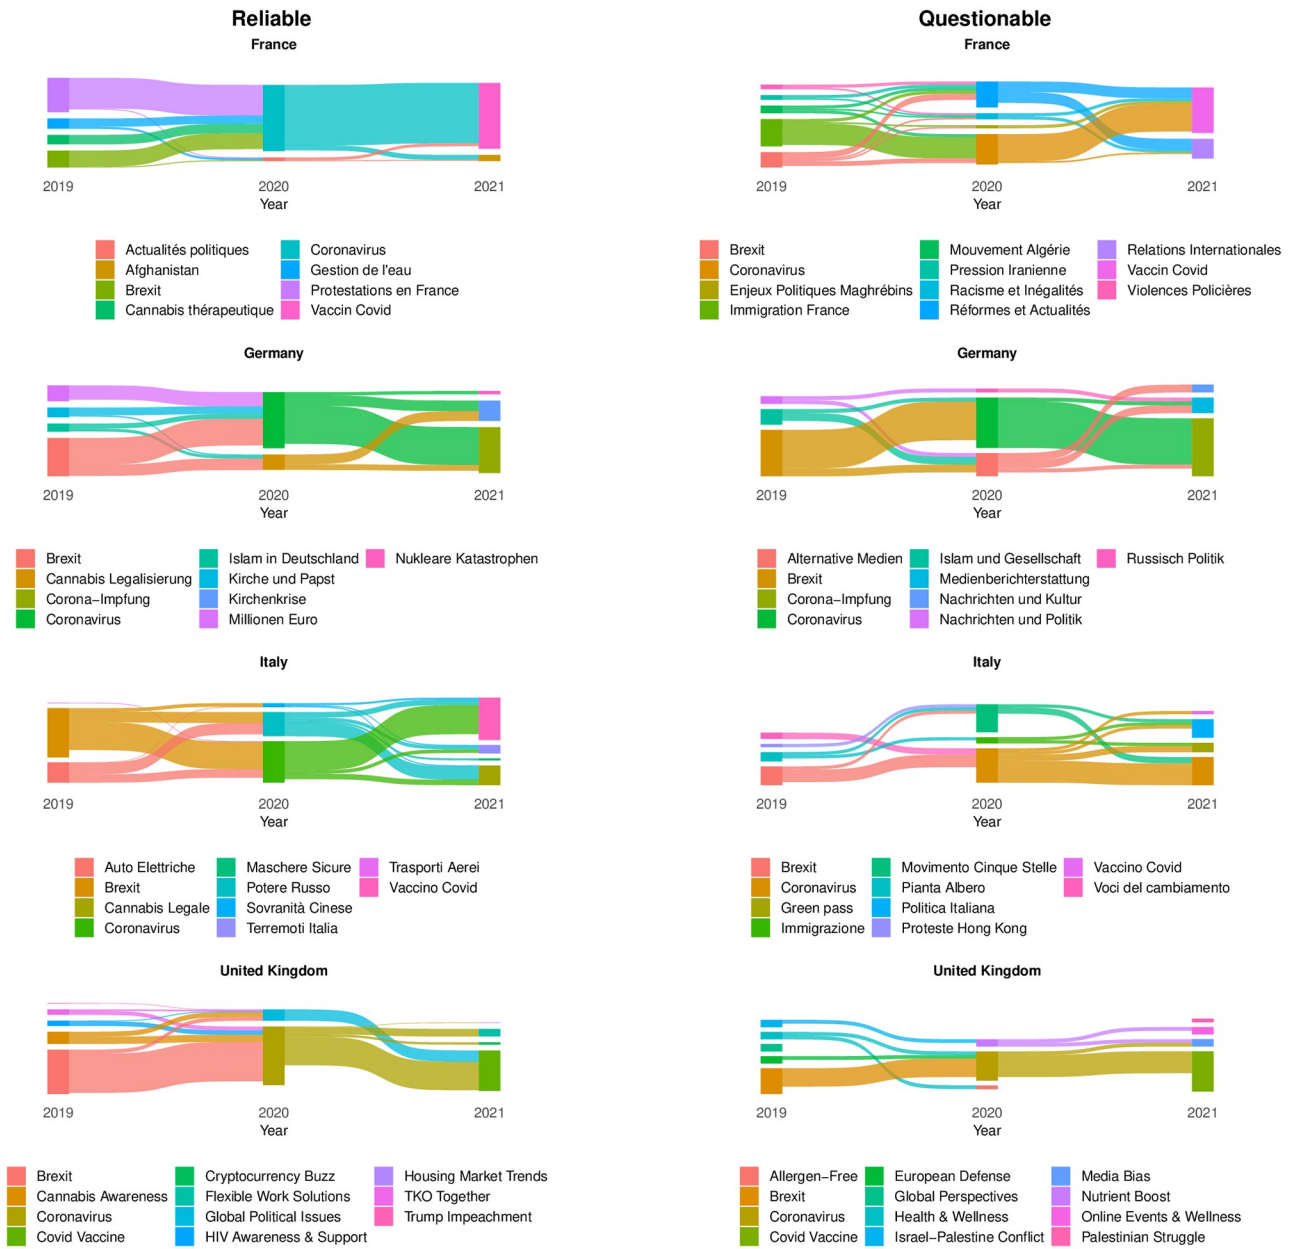 Reliable
Questionable
France
France
2019 2020 2021
Year
2019 2020 2021
Year
Actualités politiques
Afghanistan
Brexit
Cannabis thérapeutique
Coronavirus
Gestion de l'eau
Protestations en France
Vaccin Covid
Brexit
Coronavirus
Enjeux Politiques Maghrébins
Immigration France
Mouvement Algérie
Pression Iranienne
Racisme et Inégalités
Réformes et Actualités
Relations Internationales
Vaccin Covid
Violences Policières
Germany
Germany
2019 2020 2021
Year
2019 2020 2021
Year
Brexit
Cannabis Legalisierung
Corona−Impfung
Coronavirus
Islam in Deutschland
Kirche und Papst
Kirchenkrise
Millionen Euro
Nukleare Katastrophen
Alternative Medien
Brexit
Corona−Impfung
Coronavirus
Islam und Gesellschaft
Medienberichterstattung
Nachrichten und Kultur
Nachrichten und Politik
Russisch Politik
Italy
Italy
2019 2020 2021
Year
2019 2020 2021
Year
Auto Elettriche
Brexit
Cannabis Legale
Coronavirus
Maschere Sicure
Potere Russo
Sovranità Cinese
Terremoti Italia
Trasporti Aerei
Vaccino Covid
Brexit
Coronavirus
Green pass
Immigrazione
Movimento Cinque Stelle
Pianta Albero
Politica Italiana
Proteste Hong Kong
Vaccino Covid
Voci del cambiamento
United Kingdom
United Kingdom
2019 2020 2021
Year
2019 2020 2021
Year
Brexit
Cannabis Awareness
Coronavirus
Covid Vaccine
Cryptocurrency Buzz
Flexible Work Solutions
Global Political Issues
HIV Awareness & Support
Housing Market Trends
TKO Together
Trump Impeachment
Allergen−Free
Brexit
Coronavirus
Covid Vaccine
European Defense
Global Perspectives
Health & Wellness
Israel−Palestine Conflict
Media Bias
Nutrient Boost
Online Events & Wellness
Palestinian Struggle